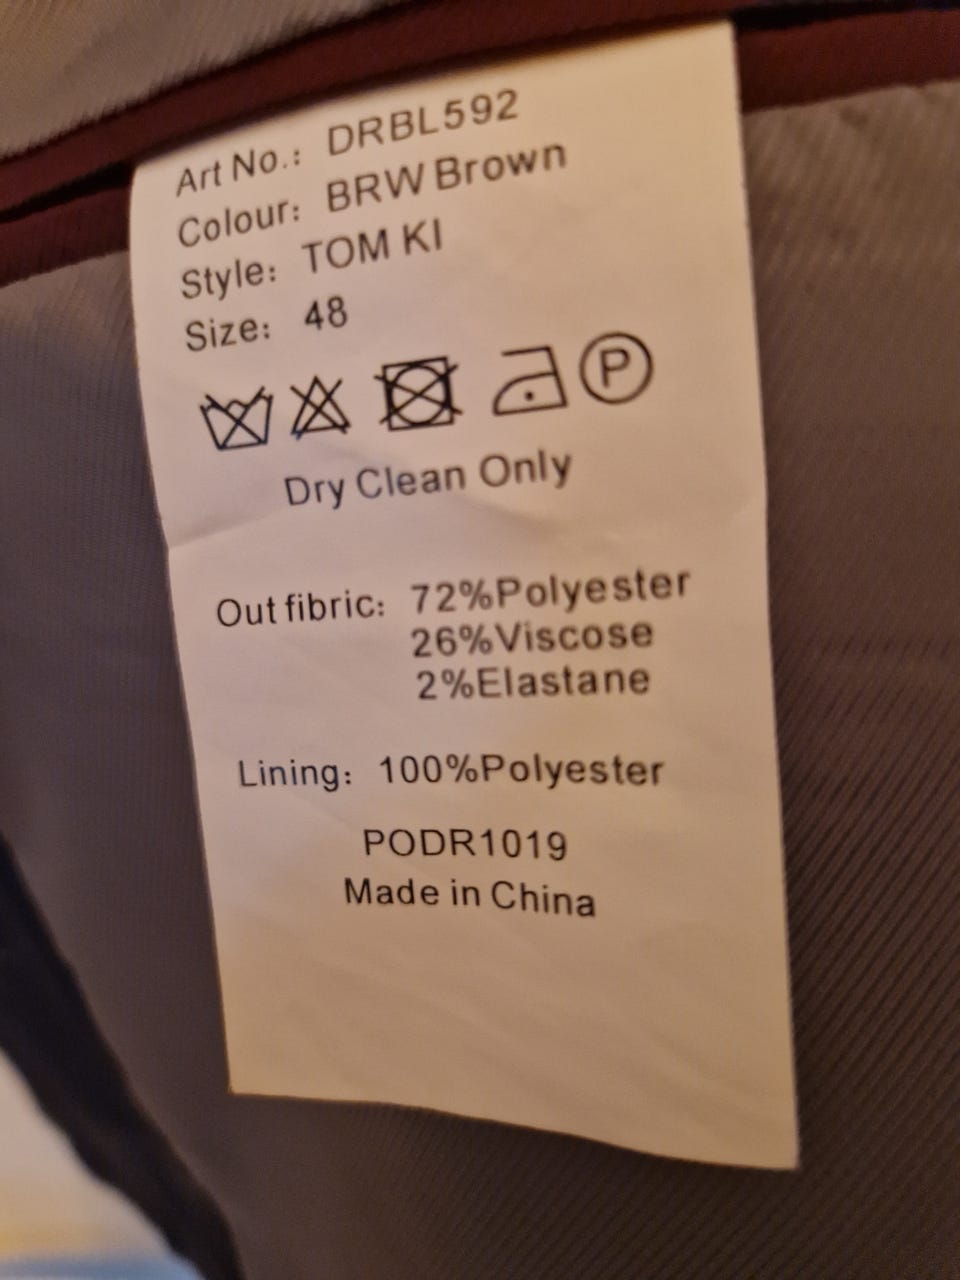 Art No.: DRBL592
Colour: BRW Brown
Style: TOM KI
Size: 48
P
Dry Clean Only
Out fibric: 72%Polyester
26%Viscose
2%Elastane
Lining: 100%Polyester
PODR1019
Made in China